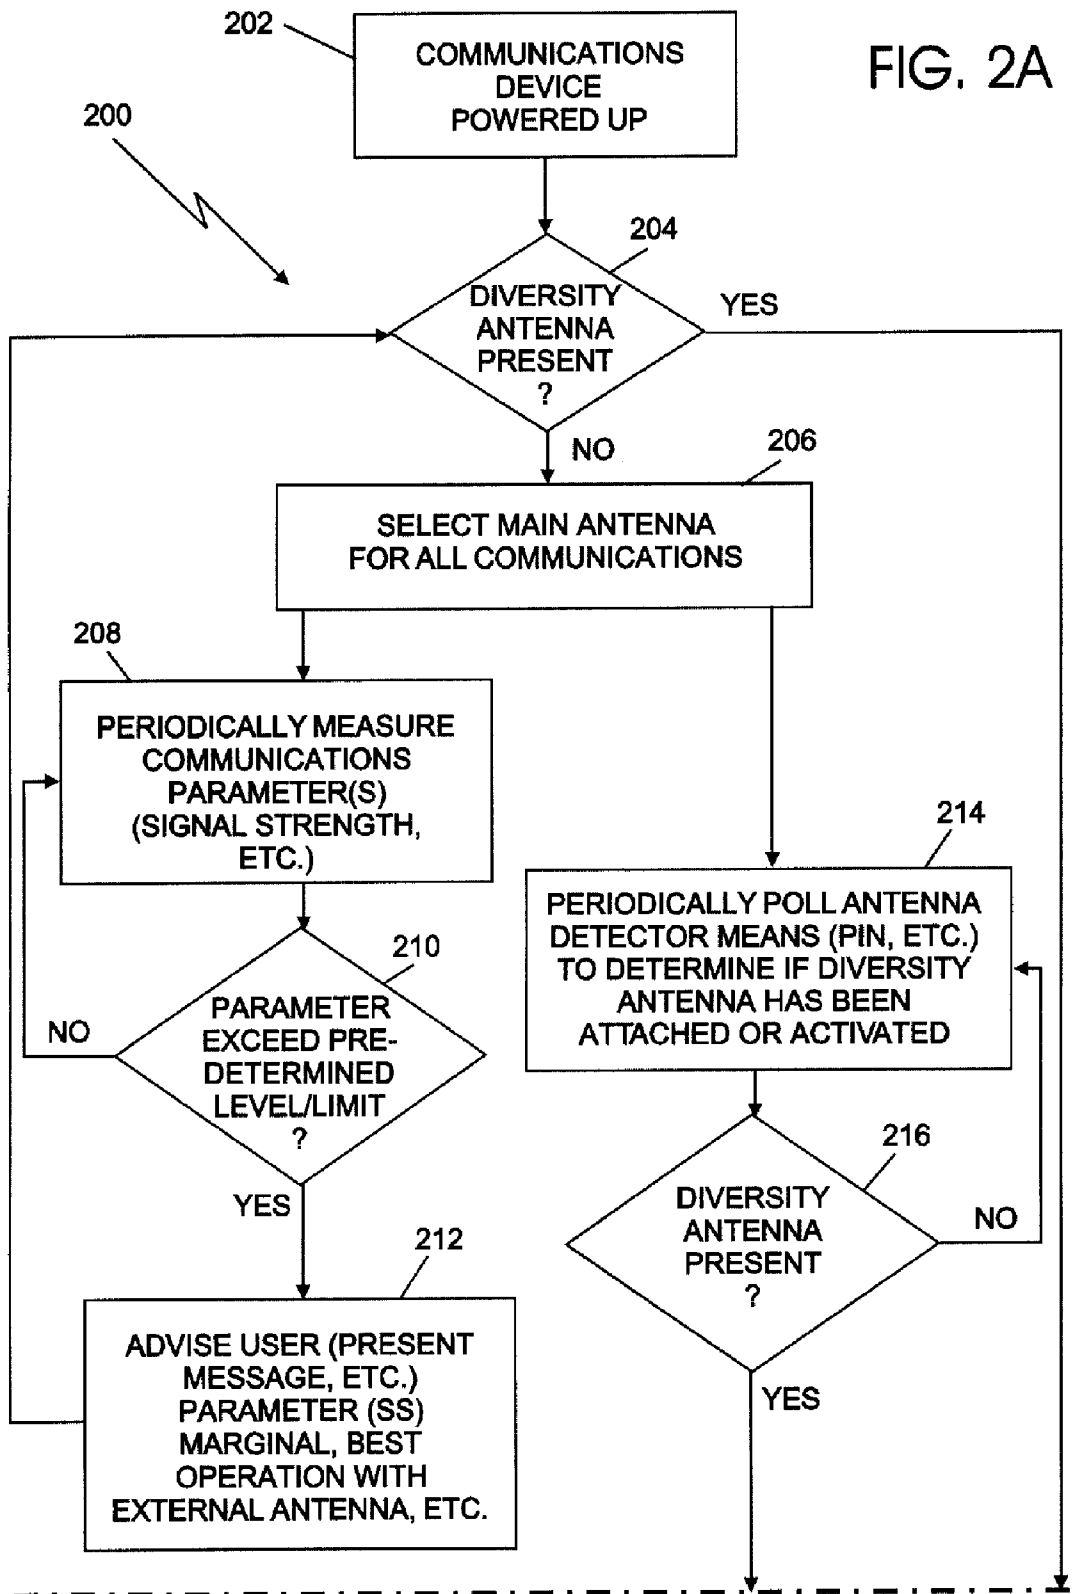 202
COMMUNICATIONS
DEVICE
POWERED UP
FIG. 2A
200
204
DIVERSITY
ANTENNA
PRESENT
?
YES
NO
206
SELECT MAIN ANTENNA
FOR ALL COMMUNICATIONS
208
PERIODICALLY MEASURE
COMMUNICATIONS
PARAMETER(S)
(SIGNAL STRENGTH,
ETC.)
214
PERIODICALLY POLL ANTENNA
DETECTOR MEANS (PIN, ETC.)
TO DETERMINE IF DIVERSITY
ANTENNA HAS BEEN
ATTACHED OR ACTIVATED
210
PARAMETER
EXCEED PRE-
DETERMINED
LEVEL/LIMIT
?
NO
YES
216
DIVERSITY
ANTENNA
PRESENT
?
NO
YES
212
ADVISE USER (PRESENT
MESSAGE, ETC.)
PARAMETER (SS)
MARGINAL, BEST
OPERATION WITH
EXTERNAL ANTENNA, ETC.